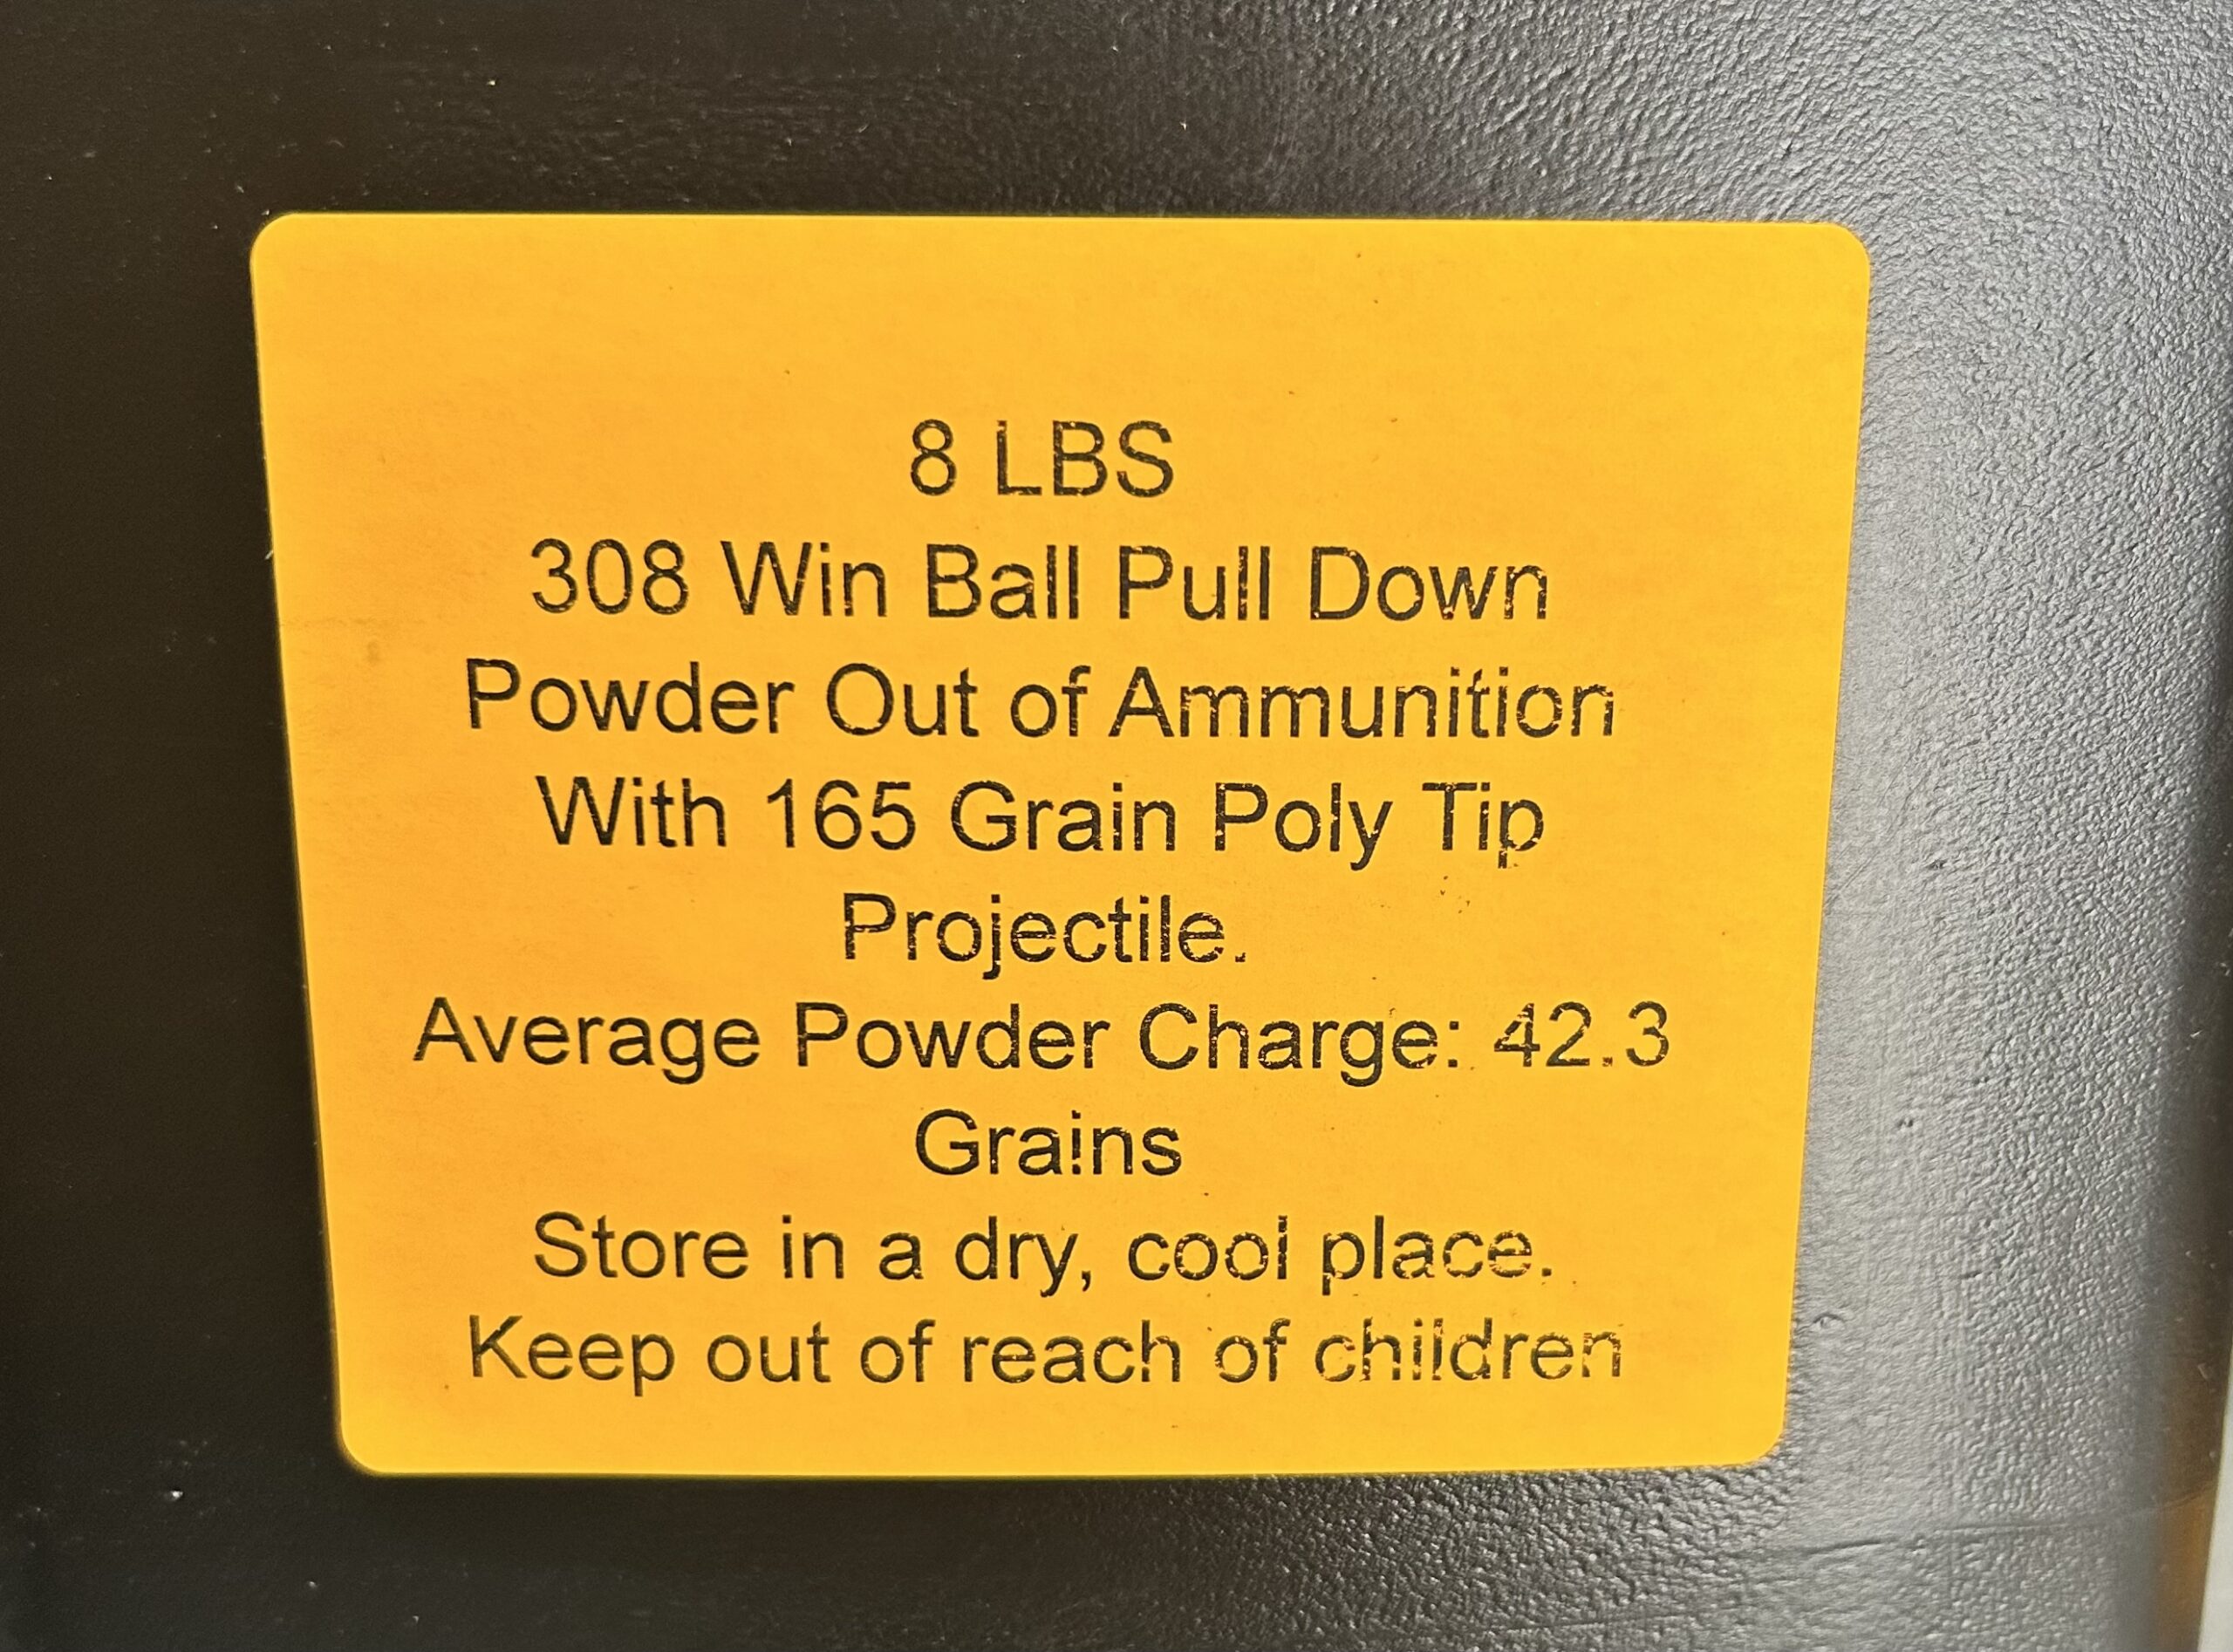 8 LBS
308 Win Ball Pull Down
Powder Out of Ammunition
With 165 Grain Poly Tip
Projectile.
Average Powder Charge: 42.3
Grains
Store in a dry, cool place.
Keep out of reach of children